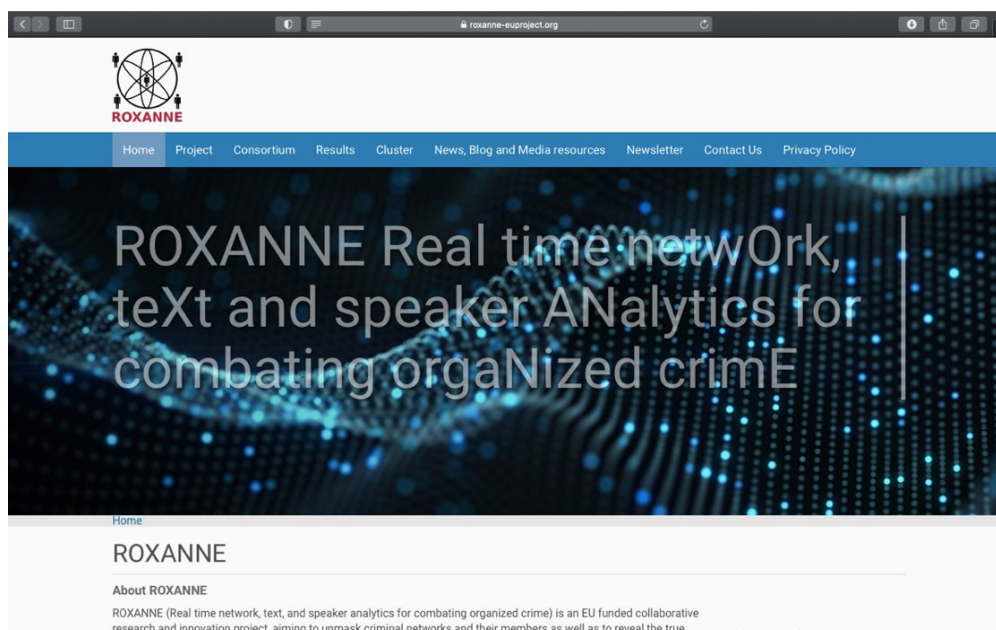 roxanne-euproject.org
ROXANNE
Home Project Consortium Results Cluster News, Blog and Media resources Newsletter Contact Us Privacy Policy
ROXANNE Real time netwOrk,
teXt and speaker ANalytics for
combating orgaNized crimE
Home
ROXANNE
About ROXANNE
ROXANNE (Real time network, text, and speaker analytics for combating organized crime) is an EU funded collaborative
research and innovation project, aiming to unmask criminal networks and their members as well as to reveal the true